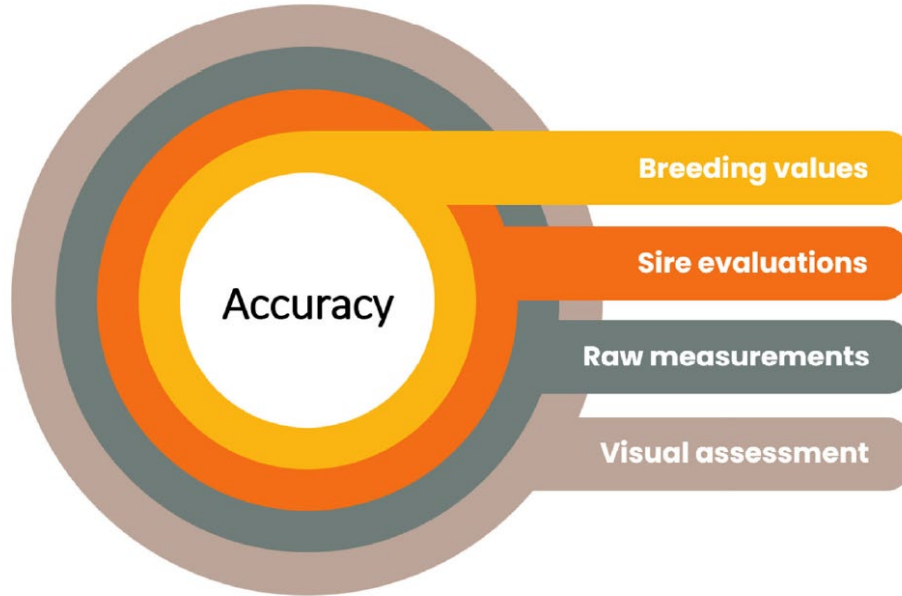 Accuracy
Breeding values
Sire evaluations
Raw measurements
Visual assessment